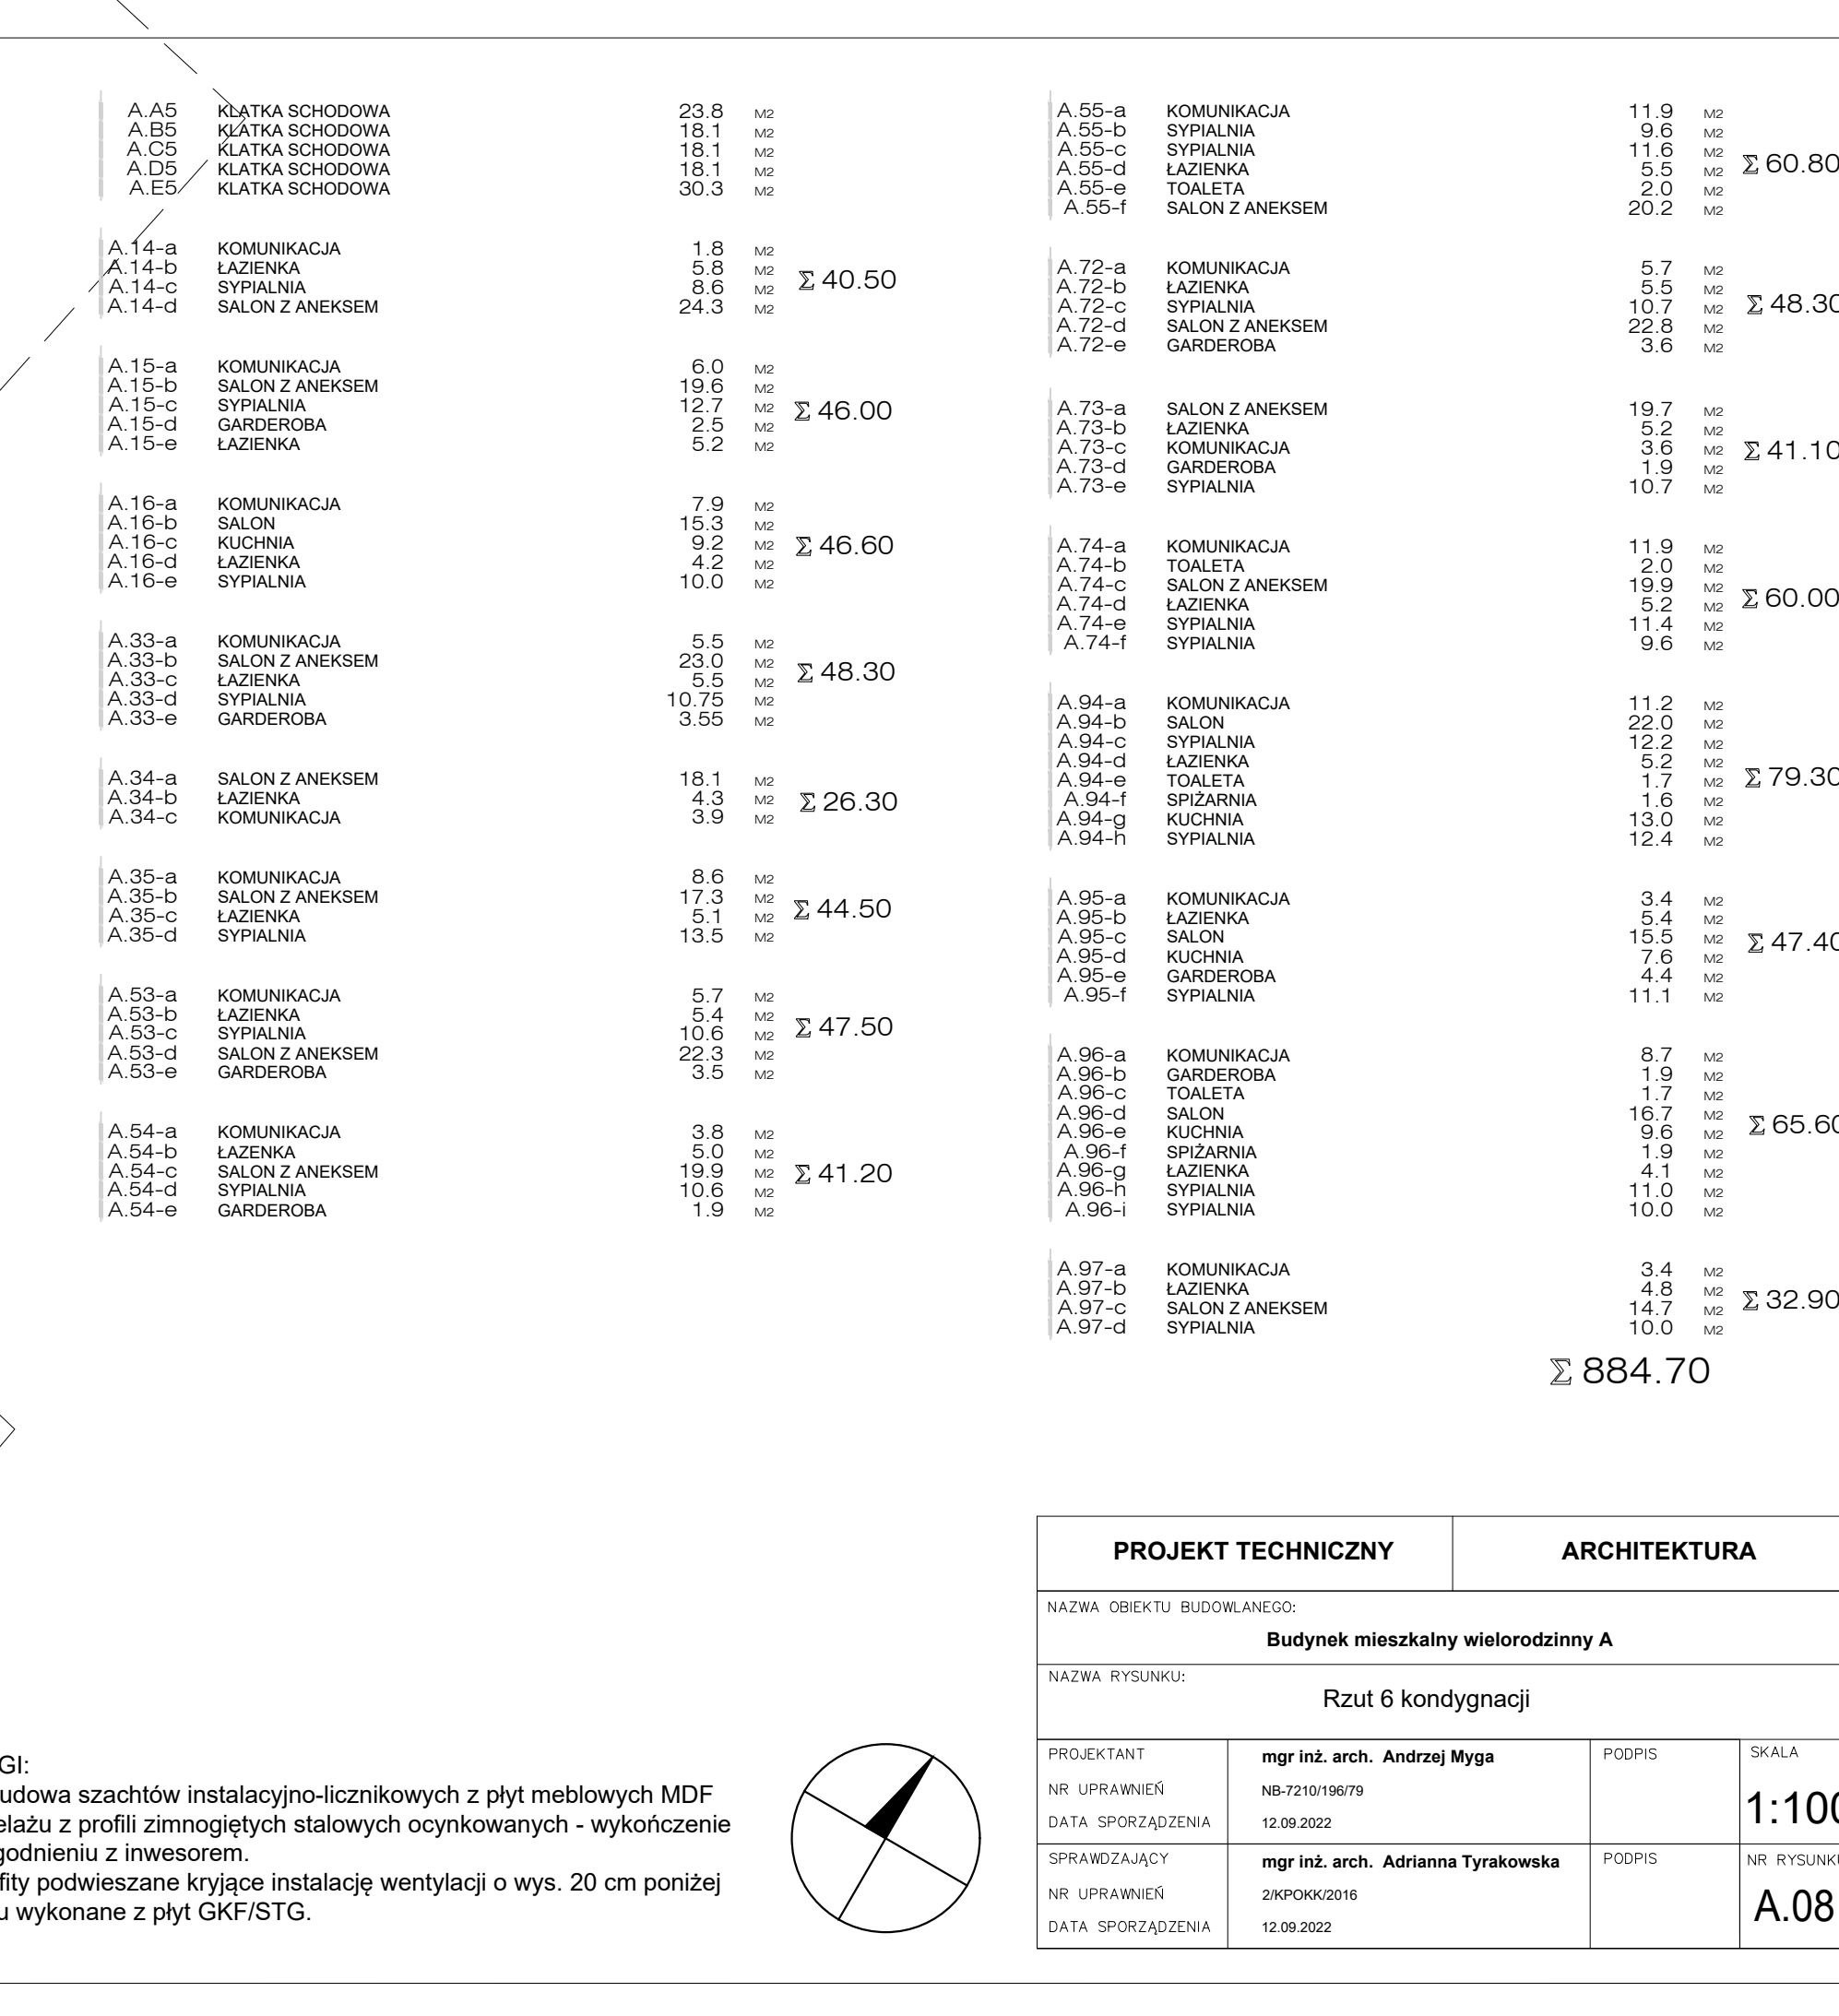 A.A5 KLATKA SCHODOWA 23.8 M2
A.B5 KLATKA SCHODOWA 18.1 M2
A.C5 KLATKA SCHODOWA 18.1 M2
A.D5 KLATKA SCHODOWA 18.1 M2
A.E5 KLATKA SCHODOWA 30.3 M2
A.14-a KOMUNIKACJA 1.8 M2
A.14-b ŁAZIENKA 5.8 M2
A.14-c SYPIALNIA 8.6 M2
A.14-d SALON Z ANEKSEM 24.3 M2
Σ 40.50
A.15-a KOMUNIKACJA 6.0 M2
A.15-b SALON Z ANEKSEM 19.6 M2
A.15-c SYPIALNIA 12.7 M2
A.15-d GARDEROBA 2.5 M2
A.15-e ŁAZIENKA 5.2 M2
Σ 46.00
A.16-a KOMUNIKACJA 7.9 M2
A.16-b SALON 15.3 M2
A.16-c KUCHNIA 9.2 M2
A.16-d ŁAZIENKA 4.2 M2
A.16-e SYPIALNIA 10.0 M2
Σ 46.60
A.33-a KOMUNIKACJA 5.5 M2
A.33-b SALON Z ANEKSEM 23.0 M2
A.33-c ŁAZIENKA 5.5 M2
A.33-d SYPIALNIA 10.75 M2
A.33-e GARDEROBA 3.55 M2
Σ 48.30
A.34-a SALON Z ANEKSEM 18.1 M2
A.34-b ŁAZIENKA 4.3 M2
A.34-c KOMUNIKACJA 3.9 M2
Σ 26.30
A.35-a KOMUNIKACJA 8.6 M2
A.35-b SALON Z ANEKSEM 17.3 M2
A.35-c ŁAZIENKA 5.1 M2
A.35-d SYPIALNIA 13.5 M2
Σ 44.50
A.53-a KOMUNIKACJA 5.7 M2
A.53-b ŁAZIENKA 5.4 M2
A.53-c SYPIALNIA 10.6 M2
A.53-d SALON Z ANEKSEM 22.3 M2
A.53-e GARDEROBA 3.5 M2
Σ 47.50
A.54-a KOMUNIKACJA 3.8 M2
A.54-b ŁAZENKA 5.0 M2
A.54-c SALON Z ANEKSEM 19.9 M2
A.54-d SYPIALNIA 10.6 M2
A.54-e GARDEROBA 1.9 M2
Σ 41.20
A.55-a KOMUNIKACJA 11.9 M2
A.55-b SYPIALNIA 9.6 M2
A.55-c SYPIALNIA 11.6 M2
A.55-d ŁAZIENKA 5.5 M2
A.55-e TOALETA 2.0 M2
A.55-f SALON Z ANEKSEM 20.2 M2
Σ 60.80
A.72-a KOMUNIKACJA 5.7 M2
A.72-b ŁAZIENKA 5.5 M2
A.72-c SYPIALNIA 10.7 M2
A.72-d SALON Z ANEKSEM 22.8 M2
A.72-e GARDEROBA 3.6 M2
Σ 48.30
A.73-a SALON Z ANEKSEM 19.7 M2
A.73-b ŁAZIENKA 5.2 M2
A.73-c KOMUNIKACJA 3.6 M2
A.73-d GARDEROBA 1.9 M2
A.73-e SYPIALNIA 10.7 M2
Σ 41.10
A.74-a KOMUNIKACJA 11.9 M2
A.74-b TOALETA 2.0 M2
A.74-c SALON Z ANEKSEM 19.9 M2
A.74-d ŁAZIENKA 5.2 M2
A.74-e SYPIALNIA 11.4 M2
A.74-f SYPIALNIA 9.6 M2
Σ 60.00
A.94-a KOMUNIKACJA 11.2 M2
A.94-b SALON 22.0 M2
A.94-c SYPIALNIA 12.2 M2
A.94-d ŁAZIENKA 5.2 M2
A.94-e TOALETA 1.7 M2
A.94-f SPIŻARNIA 1.6 M2
A.94-g KUCHNIA 13.0 M2
A.94-h SYPIALNIA 12.4 M2
Σ 79.30
A.95-a KOMUNIKACJA 3.4 M2
A.95-b ŁAZIENKA 5.4 M2
A.95-c SALON 15.5 M2
A.95-d KUCHNIA 7.6 M2
A.95-e GARDEROBA 4.4 M2
A.95-f SYPIALNIA 11.1 M2
Σ 47.40
A.96-a KOMUNIKACJA 8.7 M2
A.96-b GARDEROBA 1.9 M2
A.96-c TOALETA 1.7 M2
A.96-d SALON 16.7 M2
A.96-e KUCHNIA 9.6 M2
A.96-f SPIŻARNIA 1.9 M2
A.96-g ŁAZIENKA 4.1 M2
A.96-h SYPIALNIA 11.0 M2
A.96-i SYPIALNIA 10.0 M2
Σ 65.60
A.97-a KOMUNIKACJA 3.4 M2
A.97-b ŁAZIENKA 4.8 M2
A.97-c SALON Z ANEKSEM 14.7 M2
A.97-d SYPIALNIA 10.0 M2
Σ 32.90
Σ 884.70
GI:
udowa szachtów instalacyjno-licznikowych z płyt meblowych MDF
elażu z profili zimnogiętych stalowych ocynkowanych - wykończenie
godnieniu z inwesorem.
fity podwieszane kryjące instalację wentylacji o wys. 20 cm poniżej
u wykonane z płyt GKF/STG.
PROJEKT TECHNICZNY ARCHITEKTURA
NAZWA OBIEKTU BUDOWLANEGO:
Budynek mieszkalny wielorodzinny A
NAZWA RYSUNKU:
Rzut 6 kondygnacji
PROJEKTANT mgr inż. arch. Andrzej Myga PODPIS SKALA
NR UPRAWNIEŃ NB-7210/196/79
1:100
DATA SPORZĄDZENIA 12.09.2022
SPRAWDZAJĄCY mgr inż. arch. Adrianna Tyrakowska PODPIS NR RYSUNKU
NR UPRAWNIEŃ 2/KPOKK/2016
A.08
DATA SPORZĄDZENIA 12.09.2022